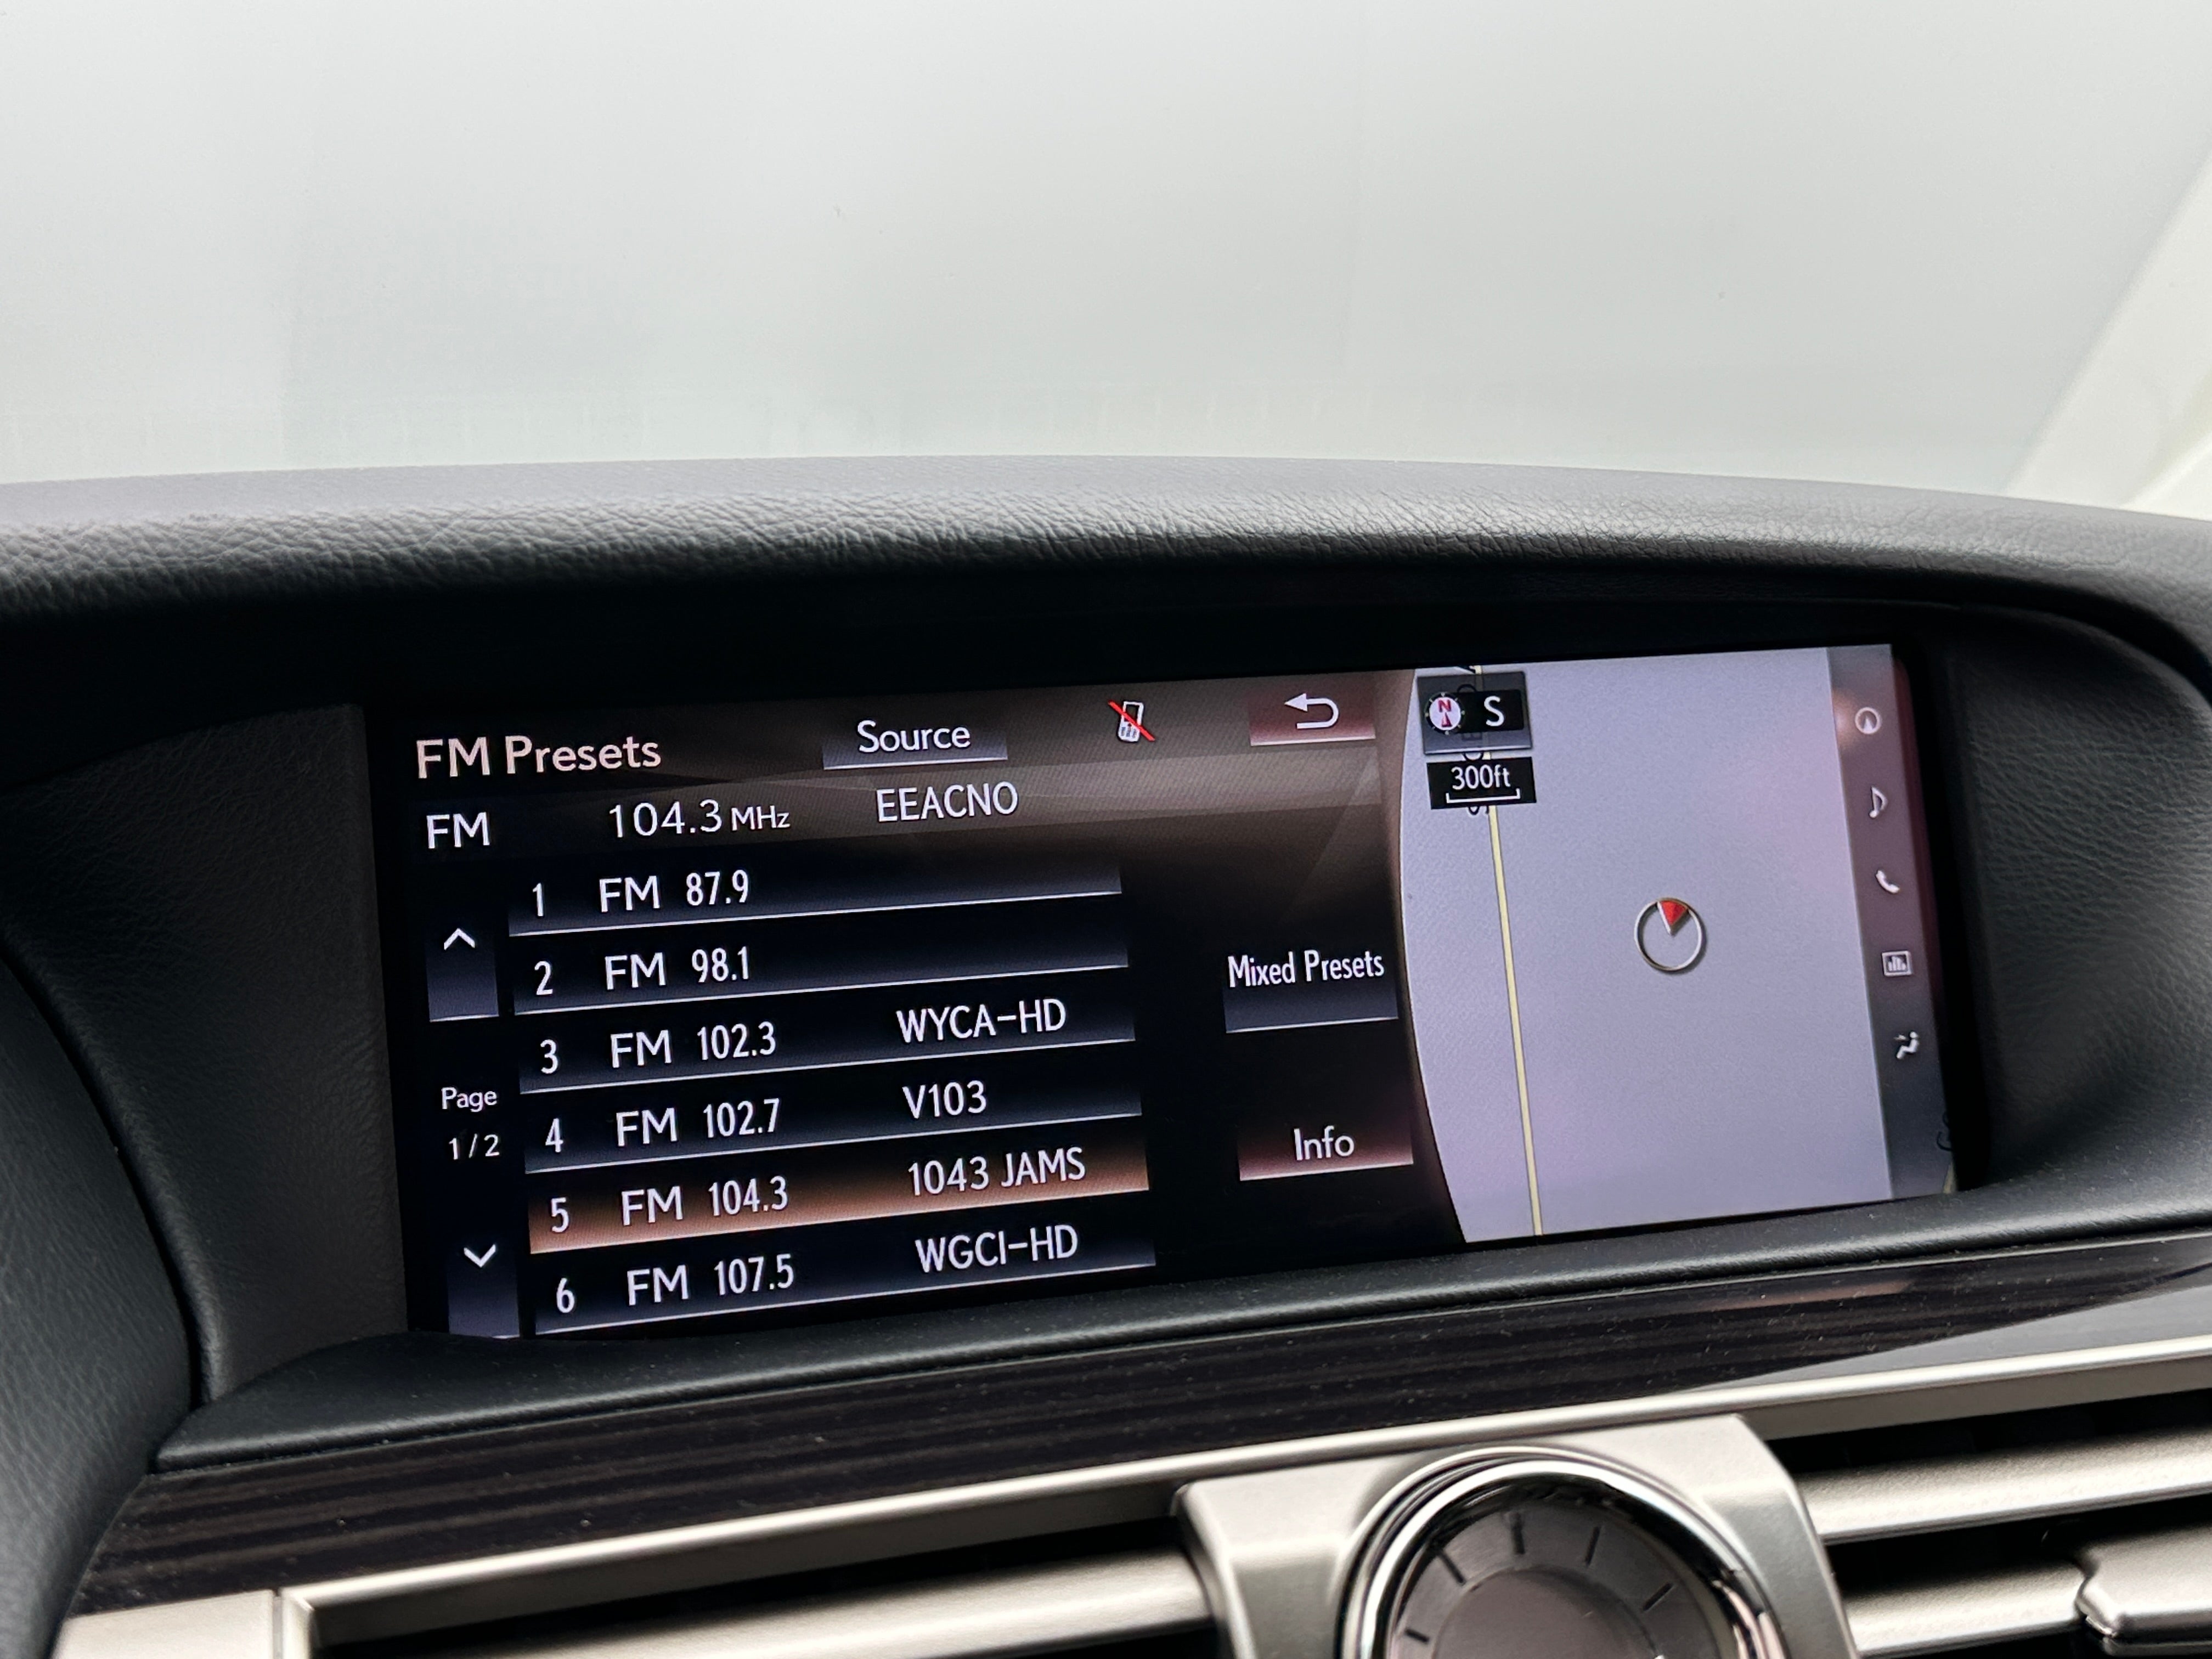 FM Presets
Source
FM 104.3 MHz EEACNO
1 FM 87.9
2 FM 98.1
3 FM 102.3 WYCA-HD
4 FM 102.7 V103
5 FM 104.3 1043 JAMS
6 FM 107.5 WGCI-HD
Page
1/2
Mixed Presets
Info
N S
300ft